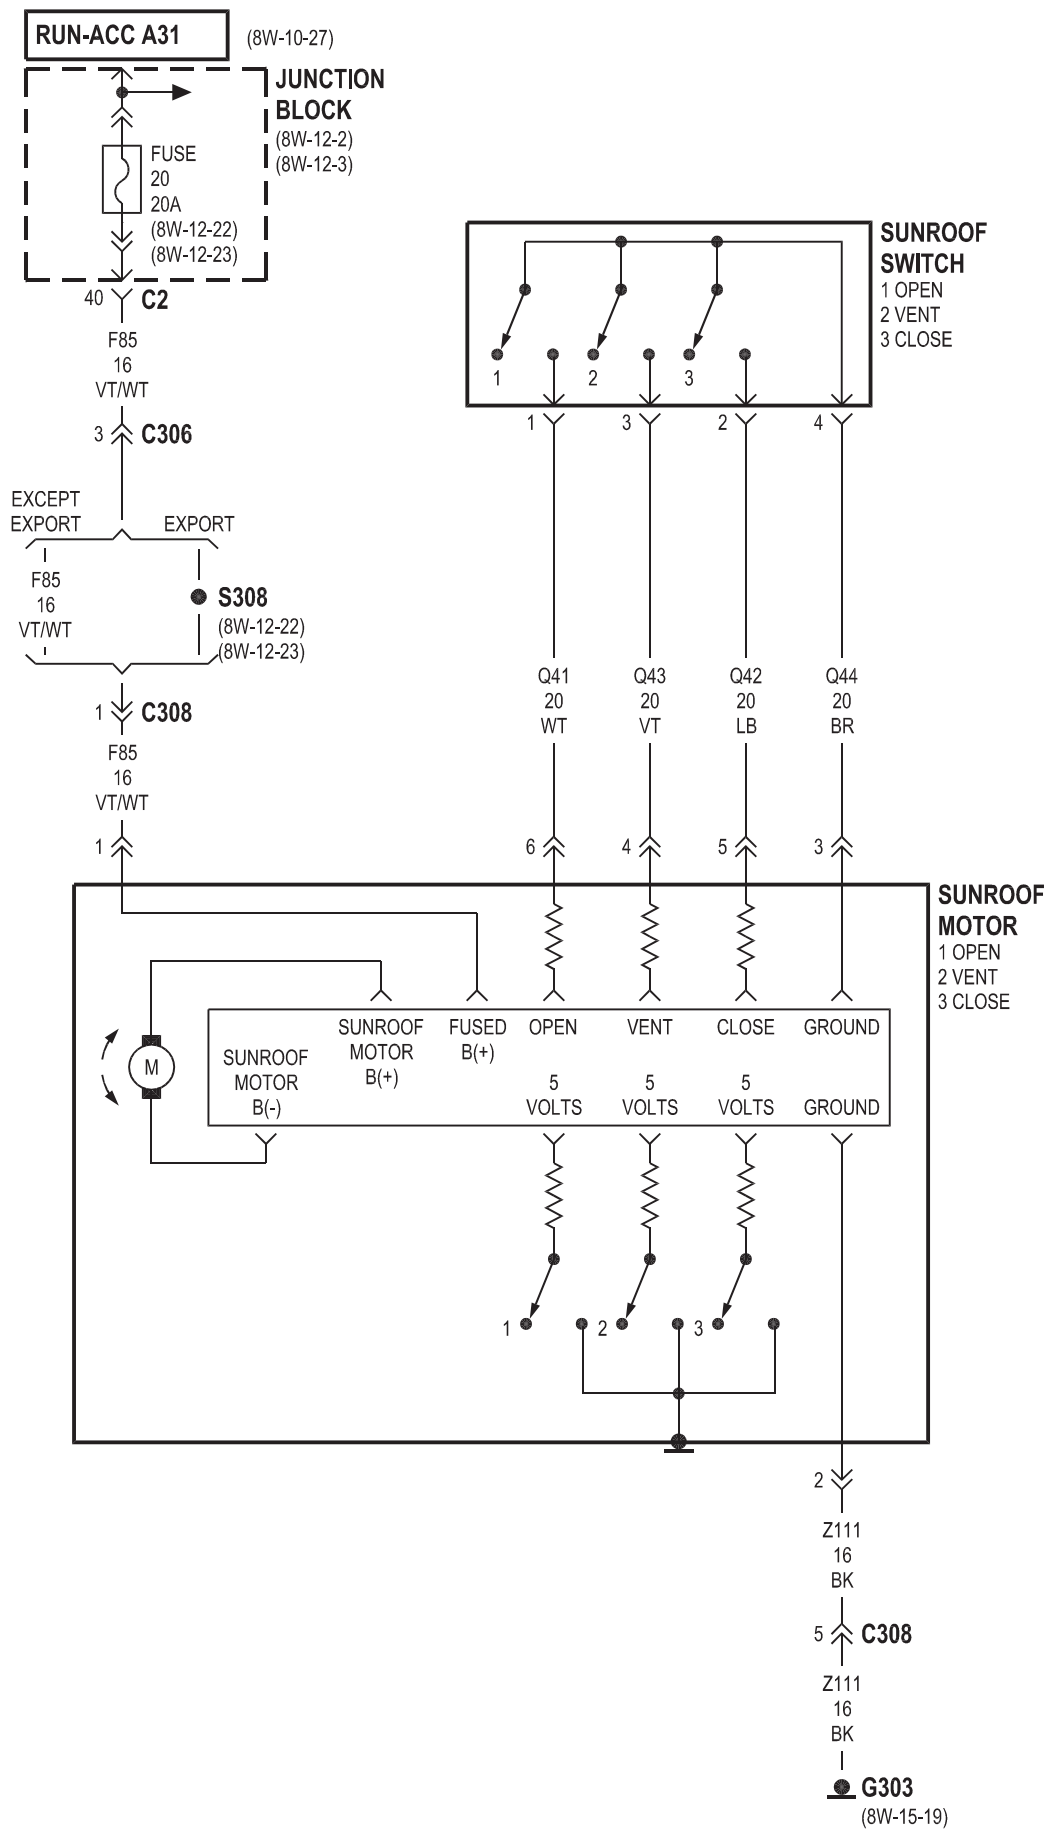 RUN-ACC A31
(8W-10-27)
JUNCTION
BLOCK
(8W-12-2)
(8W-12-3)
FUSE
20
20A
(8W-12-22)
(8W-12-23)
40
C2
F85
16
VT/WT
3
C306
EXCEPT
EXPORT
EXPORT
F85
16
VT/WT
S308
(8W-12-22)
(8W-12-23)
1
C308
F85
16
VT/WT
1
SUNROOF
SWITCH
1 OPEN
2 VENT
3 CLOSE
1
2
3
1
3
2
4
Q41
20
WT
Q43
20
VT
Q42
20
LB
Q44
20
BR
6
4
5
3
SUNROOF
MOTOR
1 OPEN
2 VENT
3 CLOSE
M
SUNROOF
MOTOR
B(-)
SUNROOF
MOTOR
B(+)
FUSED
B(+)
OPEN
VENT
CLOSE
GROUND
5
VOLTS
5
VOLTS
5
VOLTS
GROUND
1
2
3
2
Z111
16
BK
5
C308
Z111
16
BK
G303
(8W-15-19)